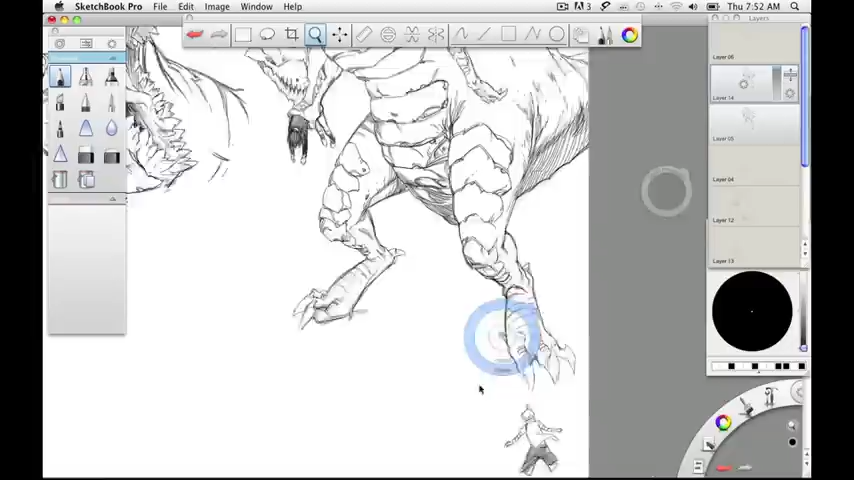 SketchBook Pro File Edit Image Window Help
3 Thu 7:52 AM
Layers
Layer 06
Layer 14
Layer 05
Layer 04
Layer 12
Layer 13